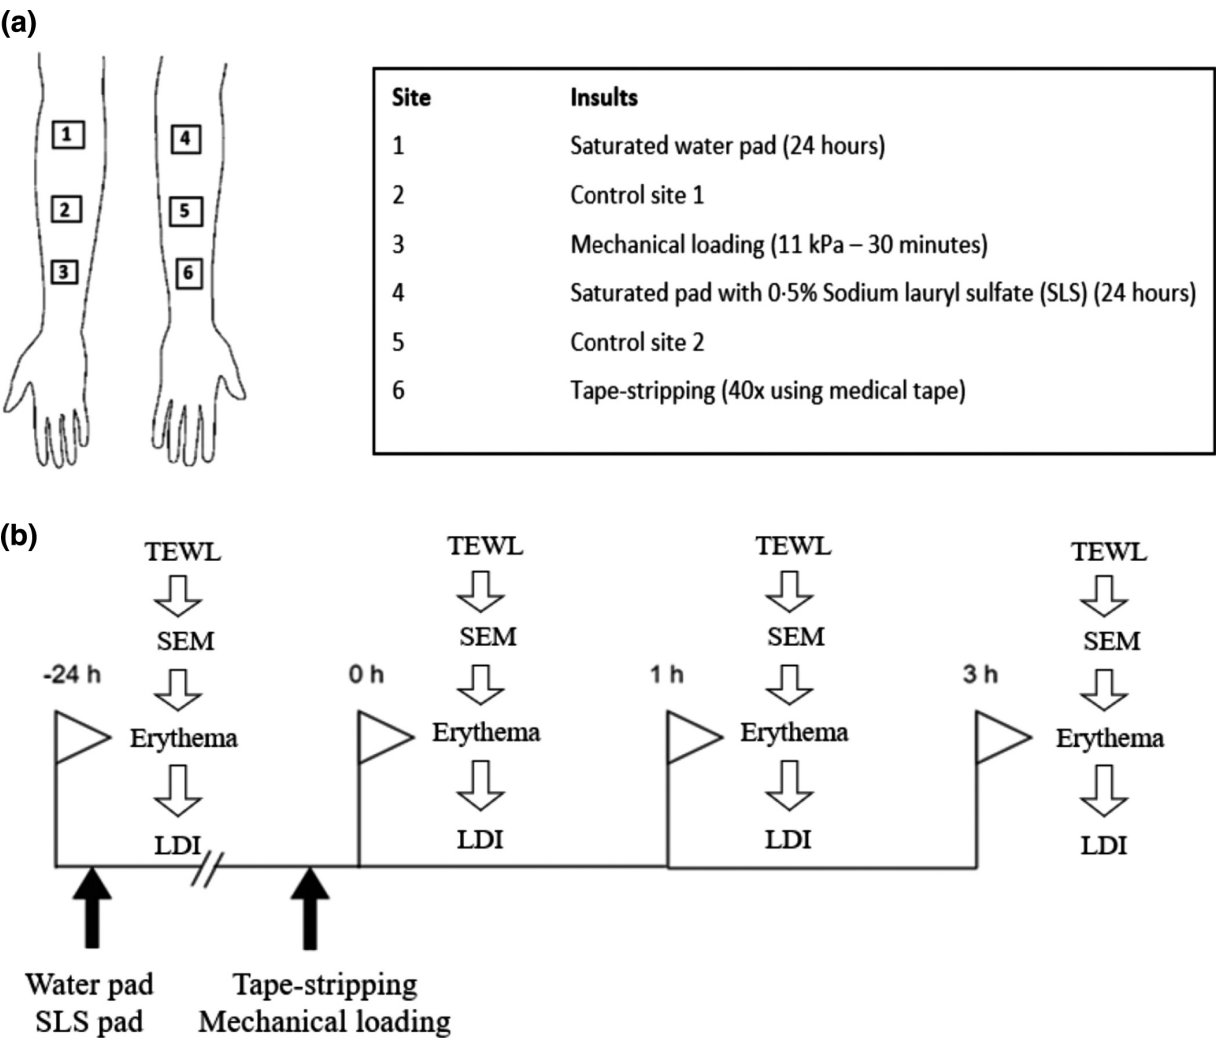 (a)
1
2
3
4
5
6
Site Insults
1 Saturated water pad (24 hours)
2 Control site 1
3 Mechanical loading (11 kPa – 30 minutes)
4 Saturated pad with 0·5% Sodium lauryl sulfate (SLS) (24 hours)
5 Control site 2
6 Tape-stripping (40x using medical tape)
(b)
-24 h
TEWL
SEM
Erythema
LDI
0 h
TEWL
SEM
Erythema
LDI
1 h
TEWL
SEM
Erythema
LDI
3 h
TEWL
SEM
Erythema
LDI
Water pad
SLS pad
Tape-stripping
Mechanical loading